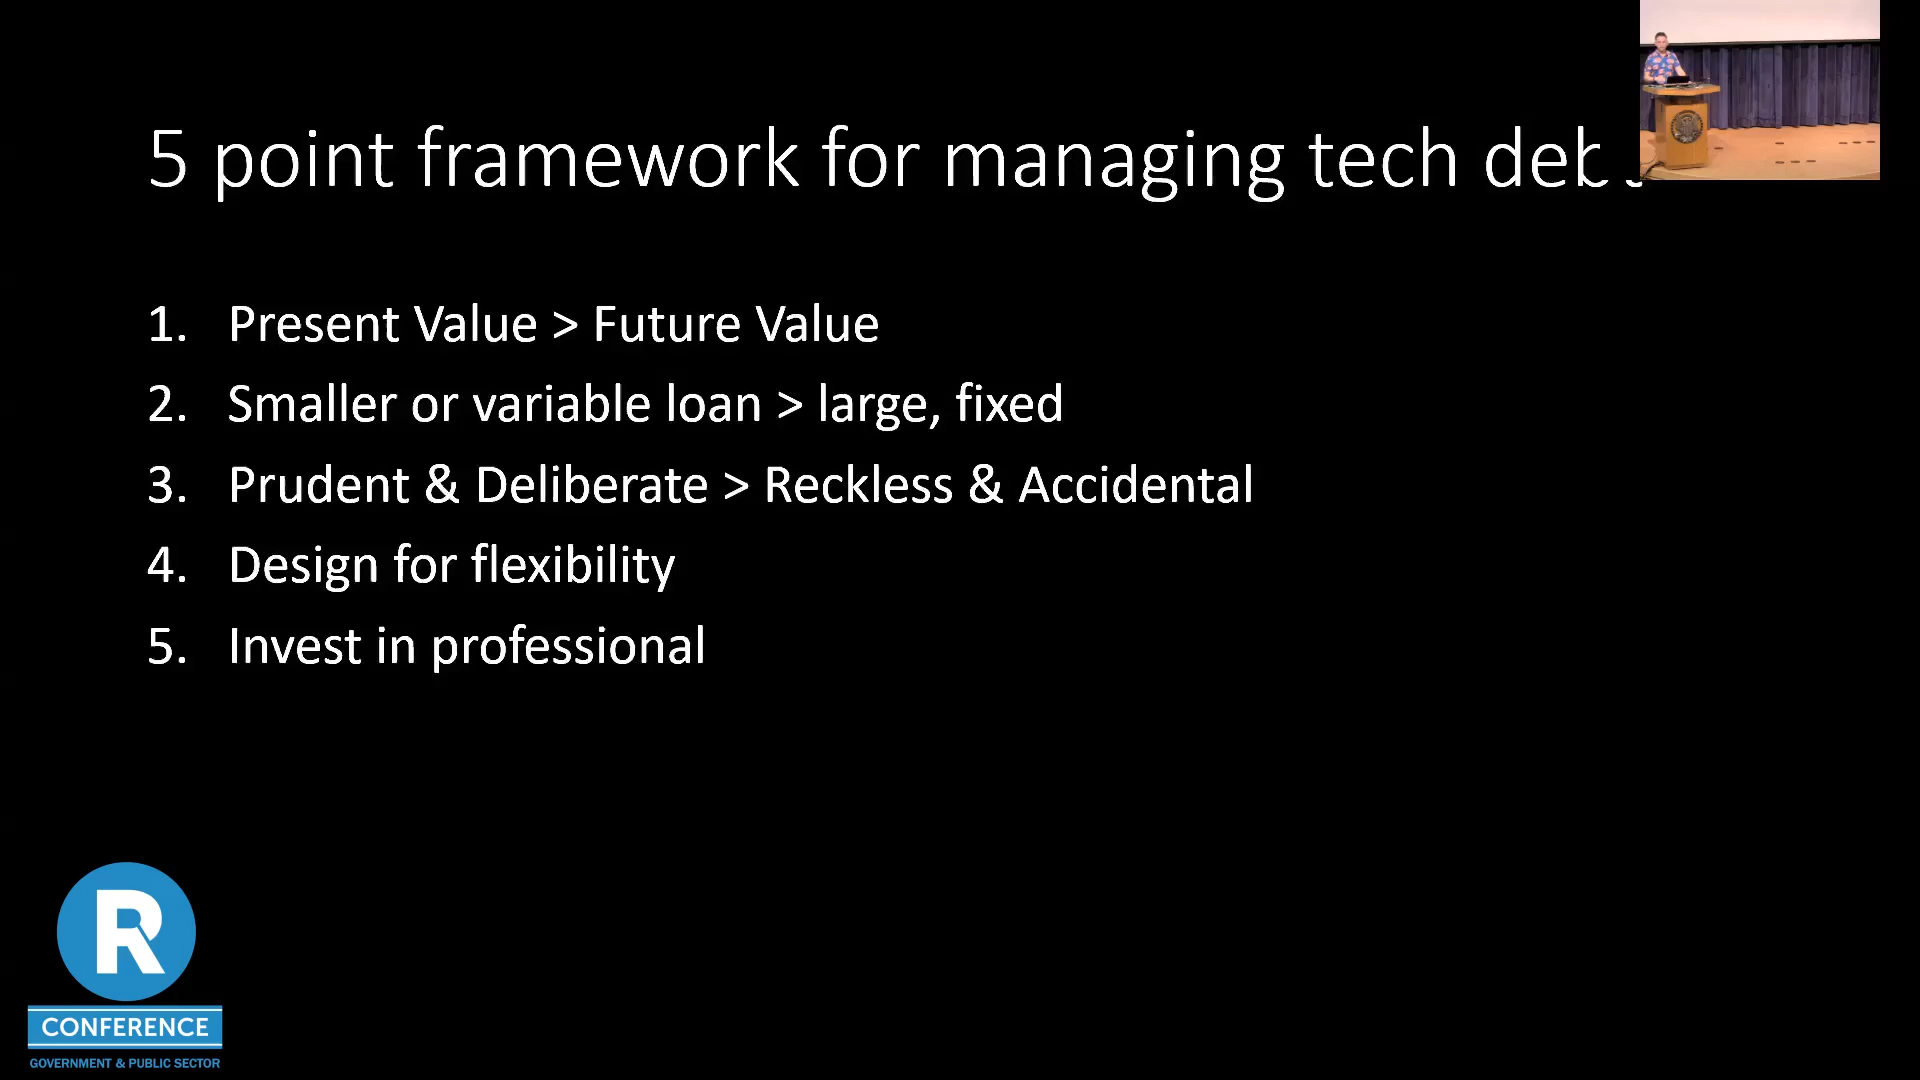 5 point framework for managing tech deb
1. Present Value > Future Value
2. Smaller or variable loan > large, fixed
3. Prudent & Deliberate > Reckless & Accidental
4. Design for flexibility
5. Invest in professional
R
CONFERENCE
GOVERNMENT & PUBLIC SECTOR